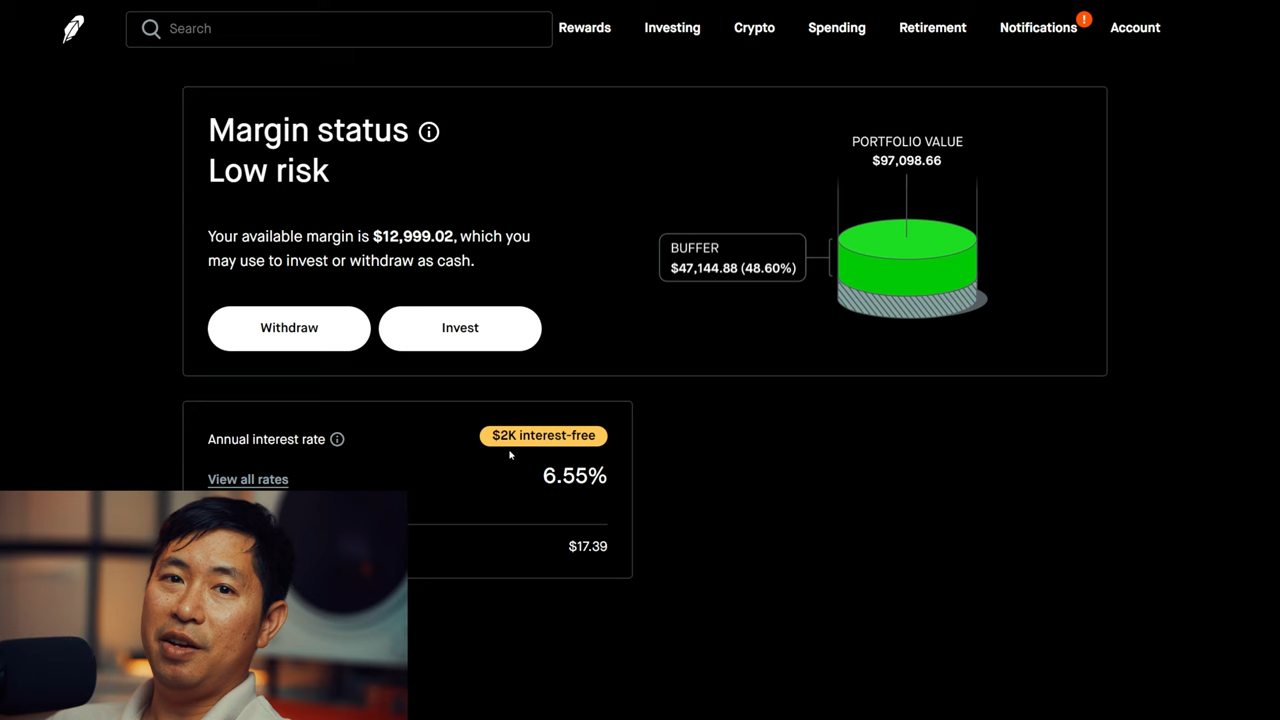 Search
Rewards
Investing
Crypto
Spending
Retirement
Notifications
!
Account
Margin status
Low risk
Your available margin is $12,999.02, which you
may use to invest or withdraw as cash.
Withdraw
Invest
PORTFOLIO VALUE
$97,098.66
BUFFER
$47,144.88 (48.60%)
Annual interest rate
$2K interest-free
View all rates
6.55%
$17.39